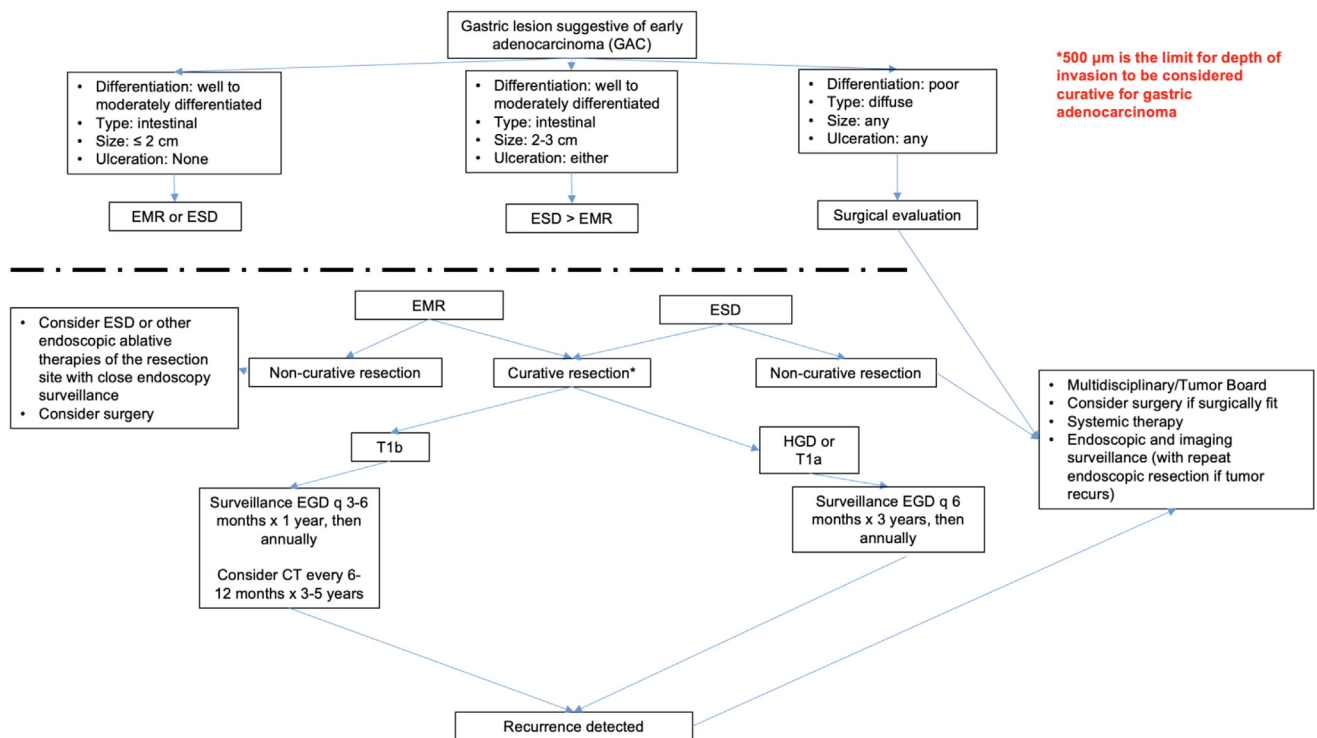 Gastric lesion suggestive of early
adenocarcinoma (GAC)
*500 µm is the limit for depth of
invasion to be considered
curative for gastric
adenocarcinoma
• Differentiation: well to
moderately differentiated
• Type: intestinal
• Size: ≤ 2 cm
• Ulceration: None
• Differentiation: well to
moderately differentiated
• Type: intestinal
• Size: 2-3 cm
• Ulceration: either
• Differentiation: poor
• Type: diffuse
• Size: any
• Ulceration: any
EMR or ESD
ESD > EMR
Surgical evaluation
EMR
ESD
• Consider ESD or other
endoscopic ablative
therapies of the resection
site with close endoscopy
surveillance
• Consider surgery
Non-curative resection
Curative resection*
Non-curative resection
• Multidisciplinary/Tumor Board
• Consider surgery if surgically fit
• Systemic therapy
• Endoscopic and imaging
surveillance (with repeat
endoscopic resection if tumor
recurs)
T1b
HGD or
T1a
Surveillance EGD q 3-6
months x 1 year, then
annually
Consider CT every 6-
12 months x 3-5 years
Surveillance EGD q 6
months x 3 years, then
annually
Recurrence detected